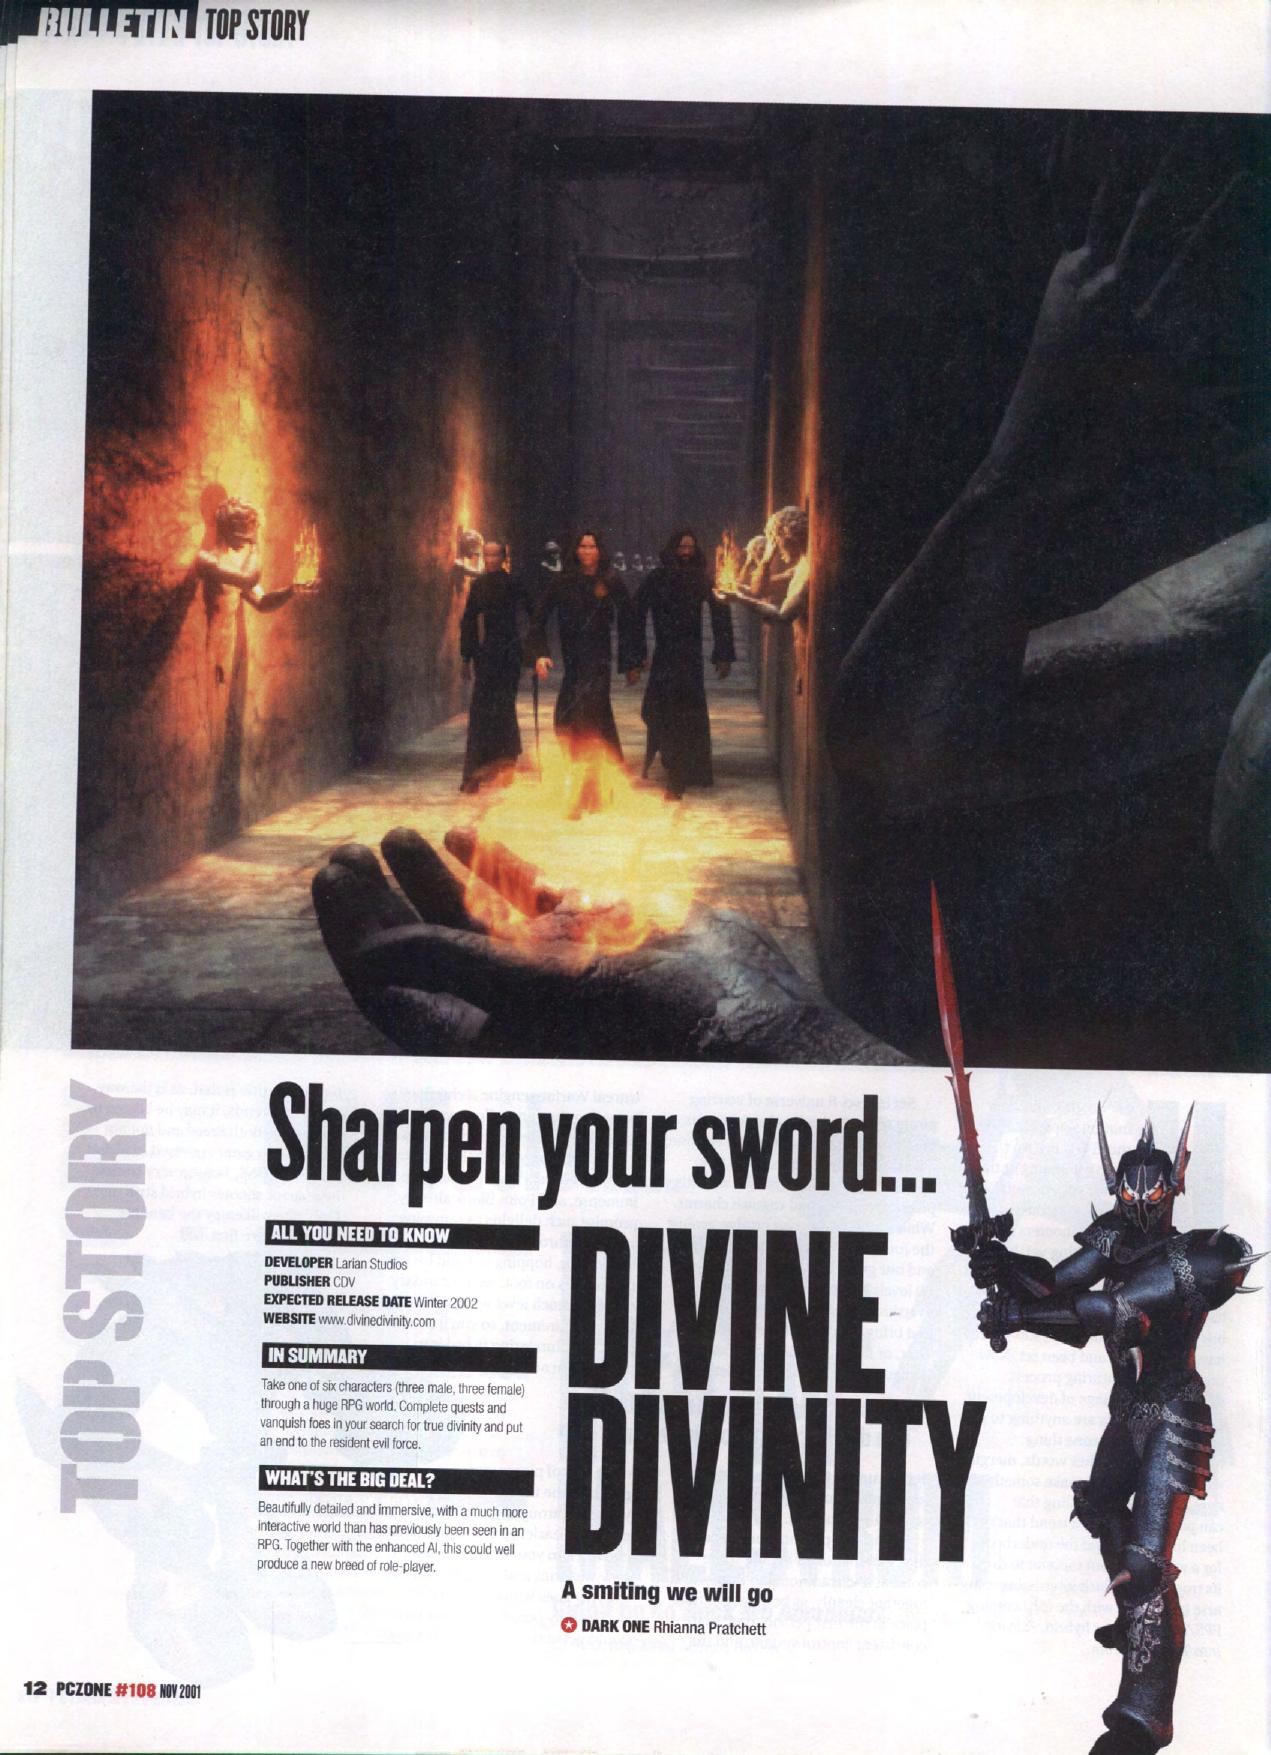 BULLETIN TOP STORY
TOP STORY
Sharpen your sword...
ALL YOU NEED TO KNOW
DEVELOPER Larian Studios
PUBLISHER CDV
EXPECTED RELEASE DATE Winter 2002
WEBSITE www.divinedivinity.com
IN SUMMARY
Take one of six characters (three male, three female)
through a huge RPG world. Complete quests and
vanquish foes in your search for true divinity and put
an end to the resident evil force.
WHAT'S THE BIG DEAL?
Beautifully detailed and immersive, with a much more
interactive world than has previously been seen in an
RPG. Together with the enhanced AI, this could well
produce a new breed of role-player.
DIVINE
DIVINITY
A smiting we will go
DARK ONE Rhianna Pratchett
12 PCZONE #108 NOV 2001